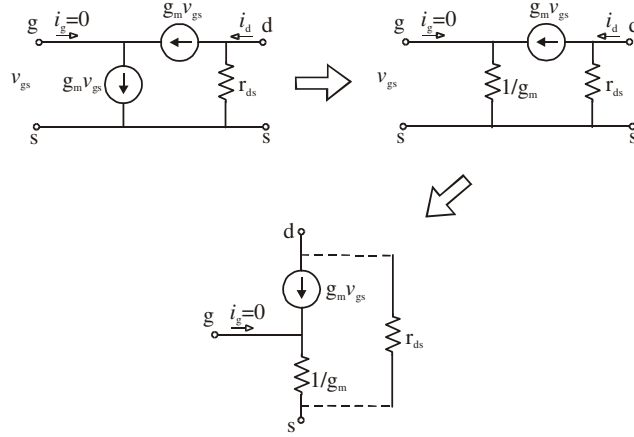 g i_g=0 g_m v_gs i_d d
v_gs g_m v_gs r_ds
s s
g i_g=0 g_m v_gs i_d d
v_gs 1/g_m r_ds
s s
d
g_m v_gs
g i_g=0
r_ds
1/g_m
s